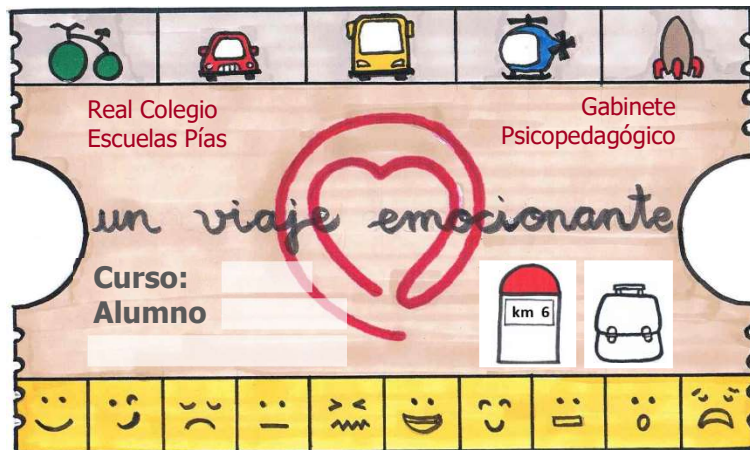 Real Colegio
Escuelas Pías
Gabinete
Psicopedagógico
un viaje emocionante
Curso:
Alumno
km 6